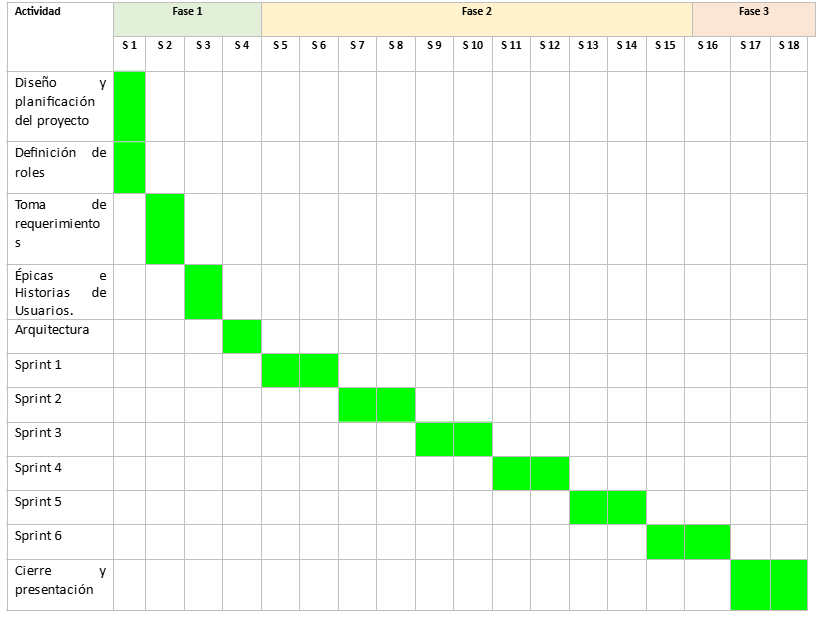 Actividad Fase 1 Fase 2 Fase 3
S 1 S 2 S 3 S 4 S 5 S 6 S 7 S 8 S 9 S 10 S 11 S 12 S 13 S 14 S 15 S 16 S 17 S 18
Diseño y
planificación
del proyecto
Definición de
roles
Toma de
requerimiento
s
Épicas e
Historias de
Usuarios.
Arquitectura
Sprint 1
Sprint 2
Sprint 3
Sprint 4
Sprint 5
Sprint 6
Cierre y
presentación